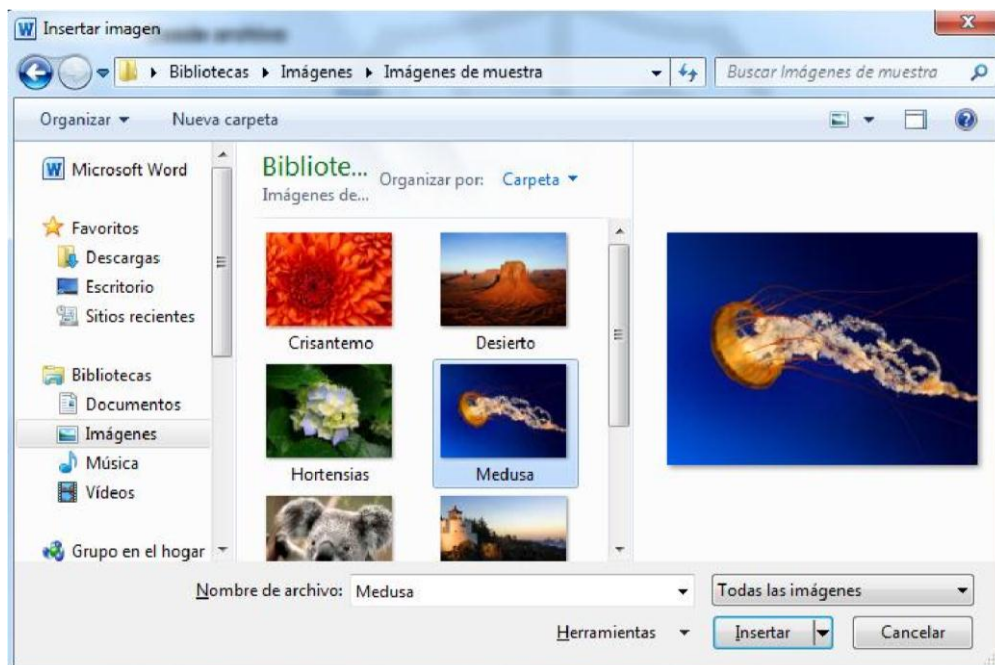 Insertar imagen
Bibliotecas Imágenes Imágenes de muestra
Buscar Imágenes de muestra
Organizar Nueva carpeta
Microsoft Word
Favoritos
Descargas
Escritorio
Sitios recientes
Bibliotecas
Documentos
Imágenes
Música
Vídeos
Grupo en el hogar
Bibliote...
Imágenes de...
Organizar por: Carpeta
Crisantemo
Desierto
Hortensias
Medusa
Nombre de archivo: Medusa
Todas las imágenes
Herramientas
Insertar
Cancelar